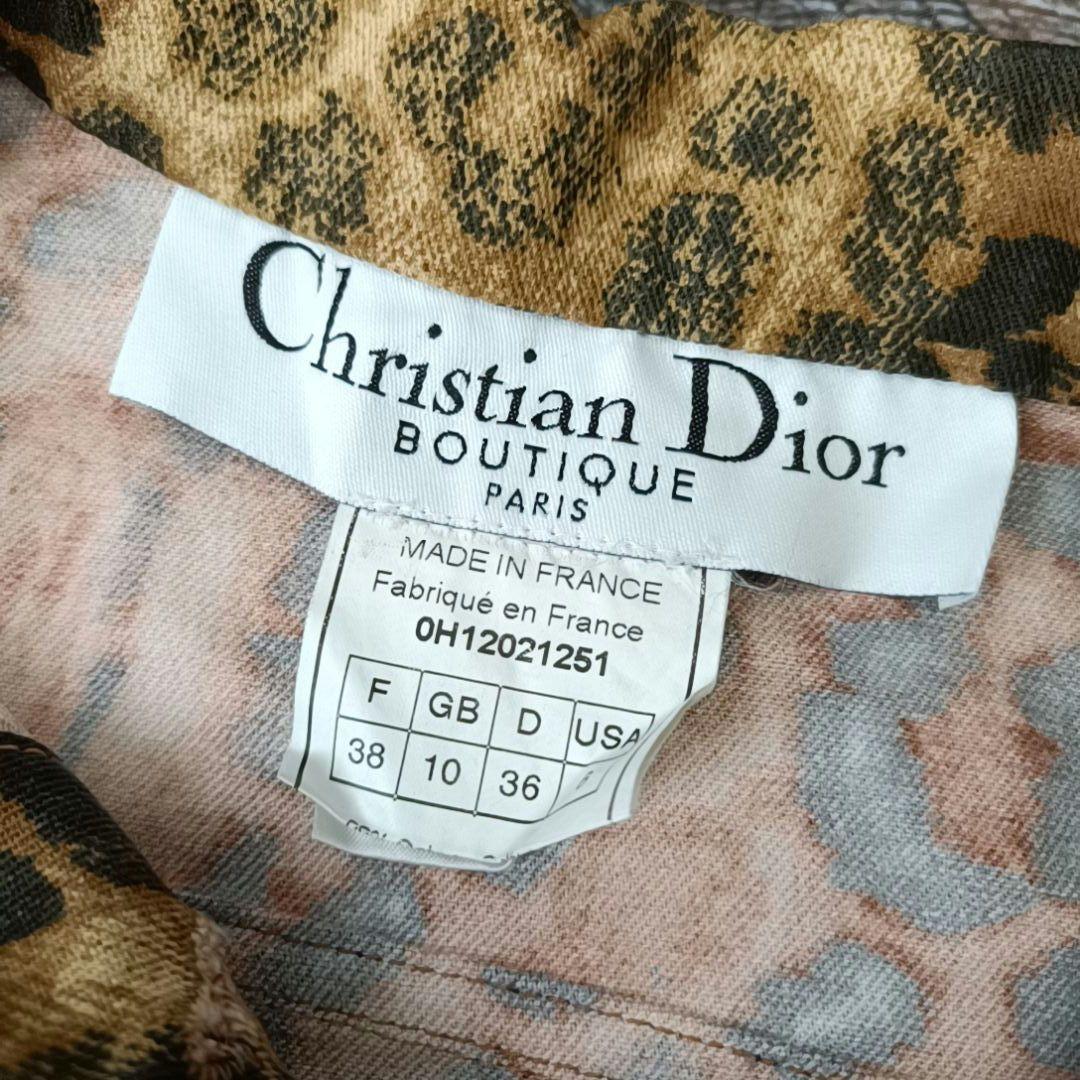 Christian Dior
BOUTIQUE
PARIS
MADE IN FRANCE
Fabriqué en France
0H12021251
F GB D USA
38 10 36